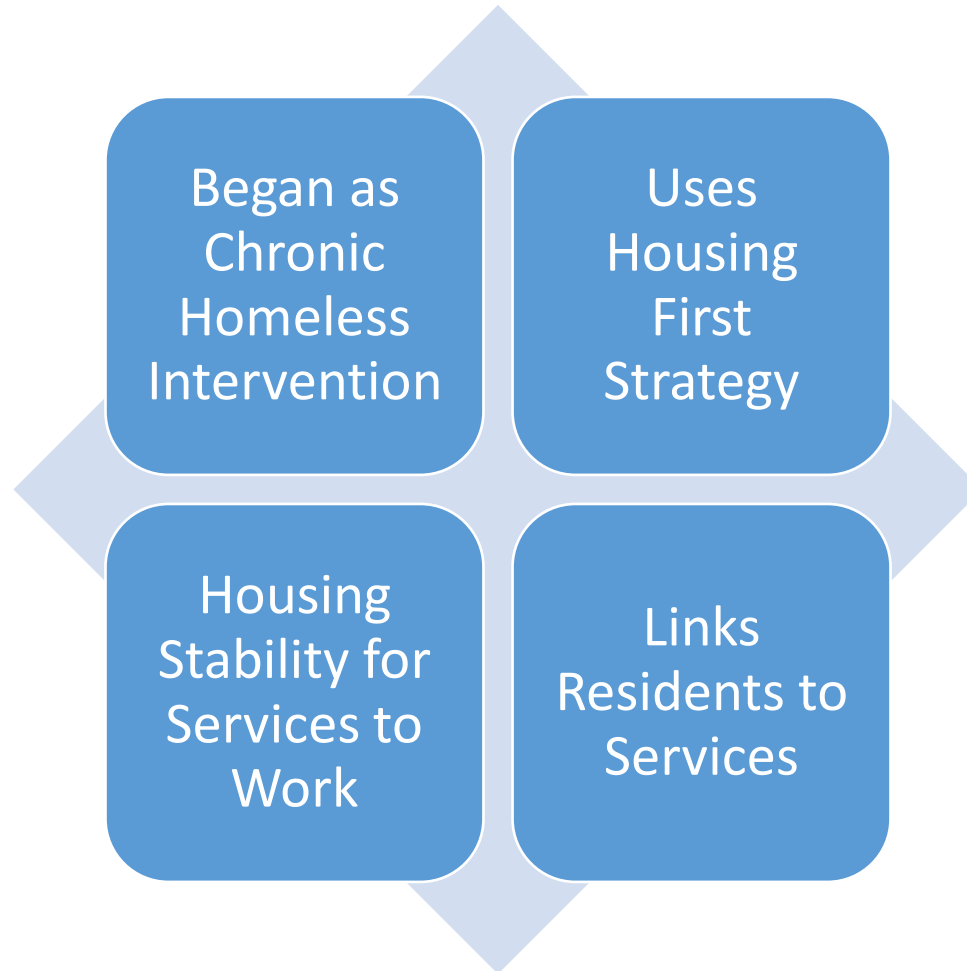 Began as
Chronic
Homeless
Intervention
Uses
Housing
First
Strategy
Housing
Stability for
Services to
Work
Links
Residents to
Services